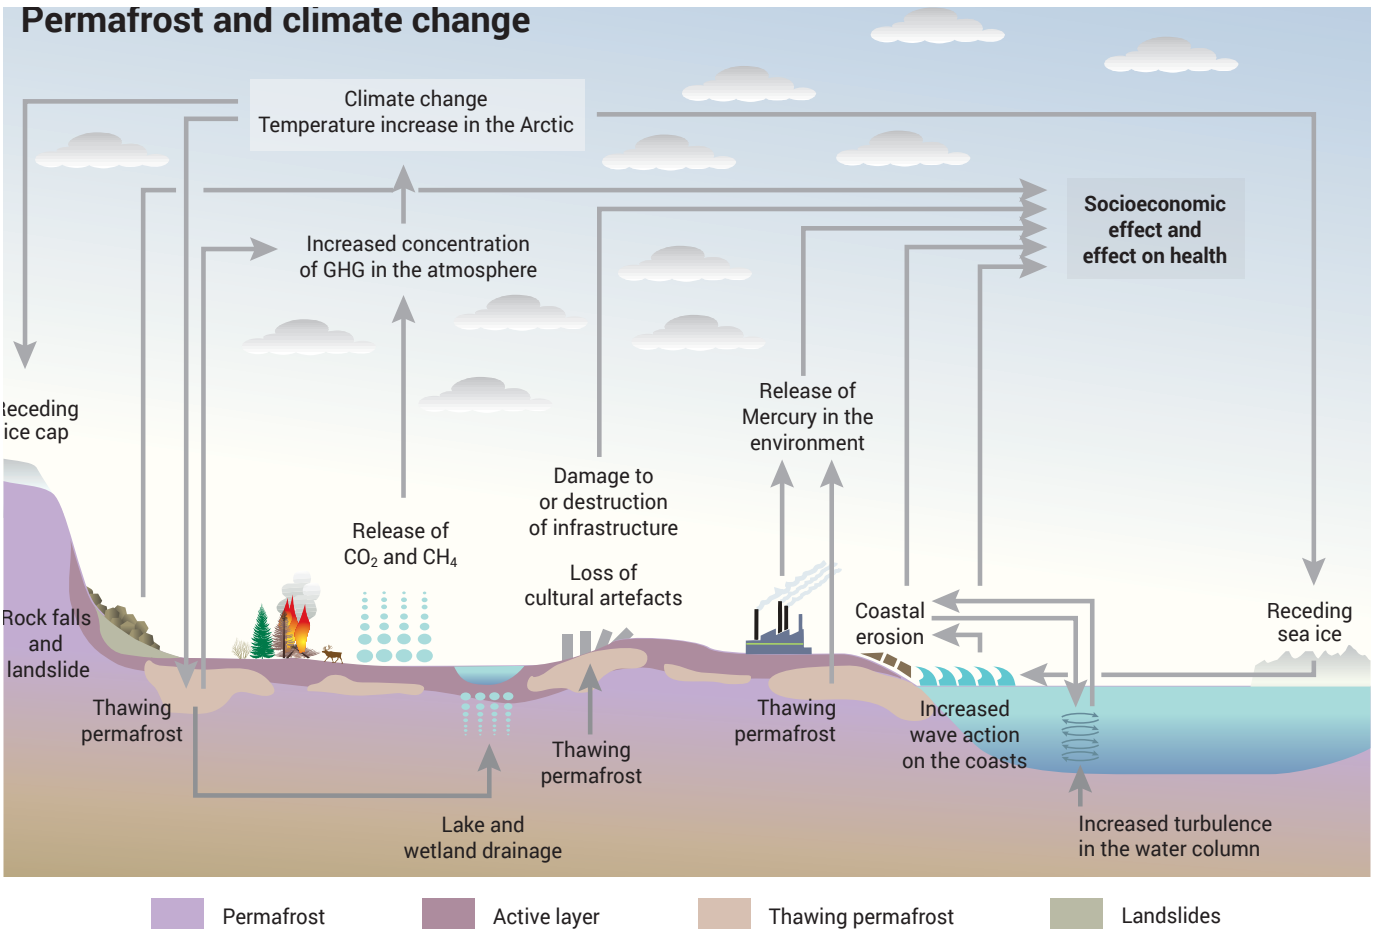 Permafrost and climate change
Climate change
Temperature increase in the Arctic
Socioeconomic
effect and
effect on health
Increased concentration
of GHG in the atmosphere
Receding
ice cap
Release of
Mercury in the
environment
Damage to
or destruction
of infrastructure
Release of
CO₂ and CH₄
Loss of
cultural artefacts
Coastal
erosion
Receding
sea ice
Rock falls
and
landslide
Thawing
permafrost
Thawing
permafrost
Thawing
permafrost
Increased
wave action
on the coasts
Lake and
wetland drainage
Increased turbulence
in the water column
Permafrost
Active layer
Thawing permafrost
Landslides